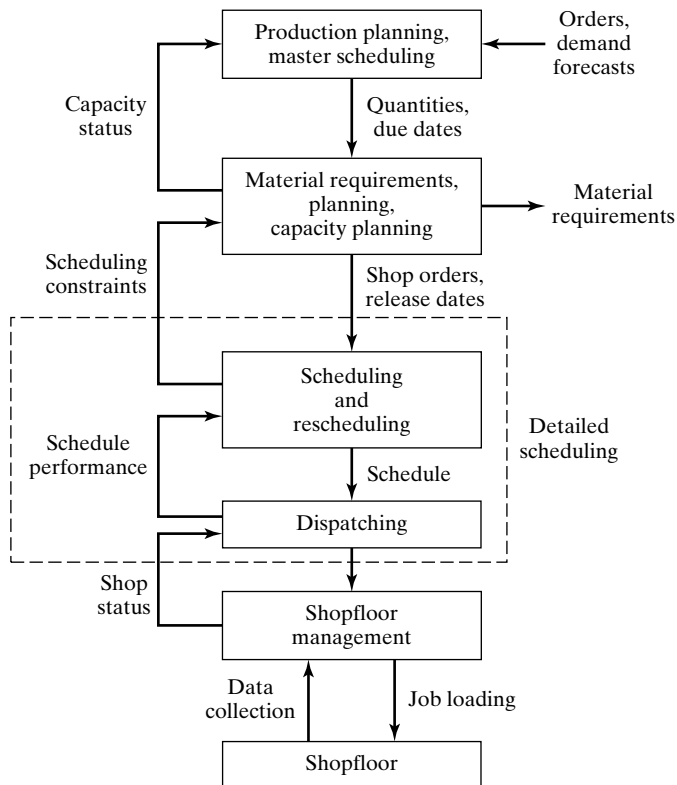 Production planning,
master scheduling
Orders,
demand
forecasts
Capacity
status
Quantities,
due dates
Material requirements,
planning,
capacity planning
Material
requirements
Scheduling
constraints
Shop orders,
release dates
Scheduling
and
rescheduling
Detailed
scheduling
Schedule
performance
Schedule
Dispatching
Shop
status
Shopfloor
management
Data
collection
Job loading
Shopfloor